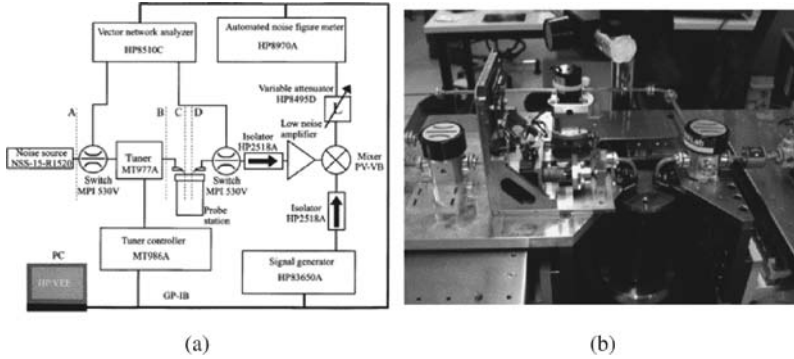 Vector network analyzer
HP8510C
Automated noise figure meter
HP8970A
Variable attenuator
HP8495D
A
B
C
D
Isolator
HP2518A
Low noise
amplifier
Noise source
NSS-15-R1520
Tuner
MT977A
Switch
MPI 530V
Switch
MPI 530V
Mixer
PV-VB
Probe
station
Isolator
HP2518A
Tuner controller
MT986A
Signal generator
HP83650A
PC
HP VEE
GP-IB
(a)
(b)